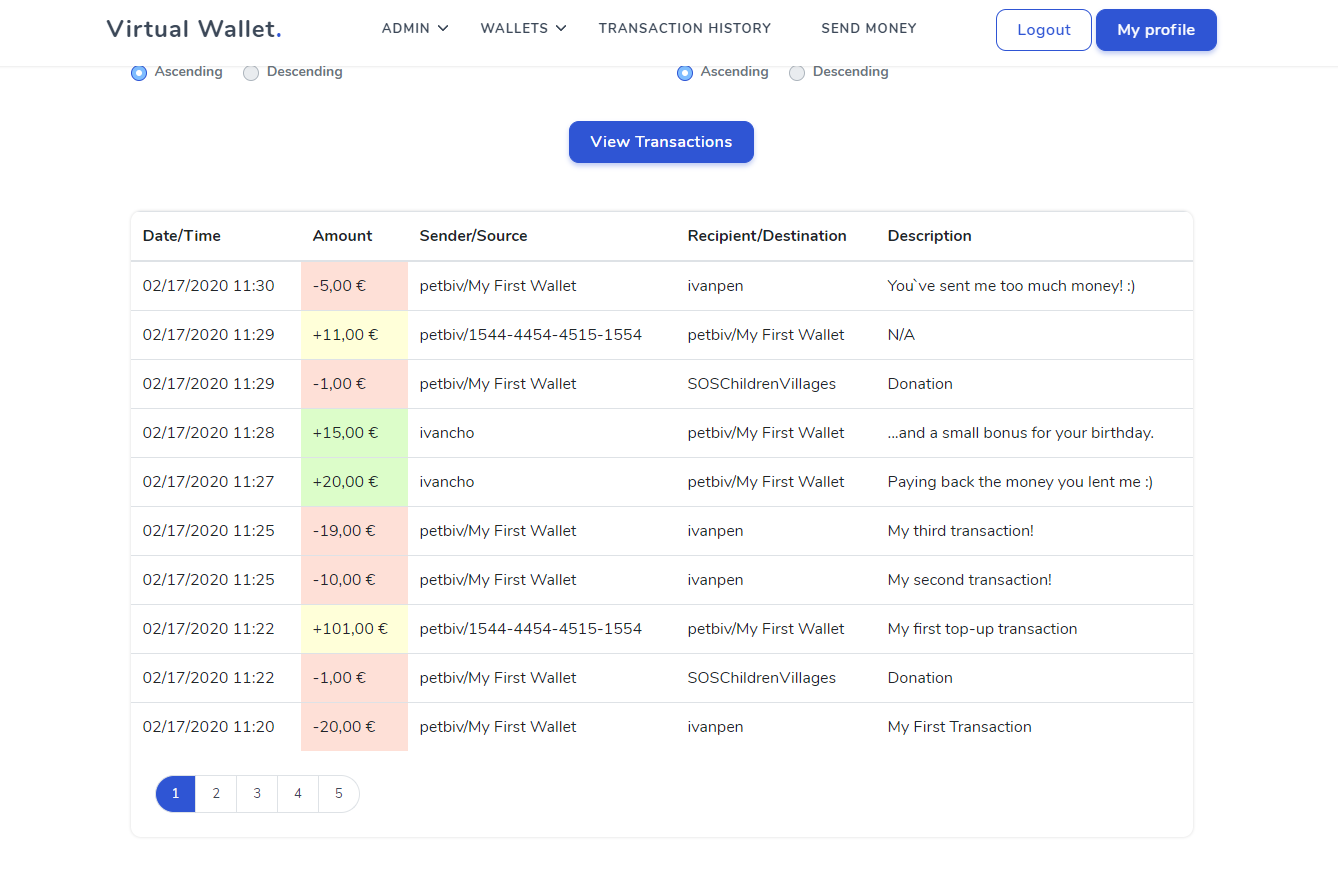 Virtual Wallet. ADMIN WALLETS TRANSACTION HISTORY SEND MONEY Logout My profile
Ascending Descending Ascending Descending
View Transactions
Date/Time Amount Sender/Source Recipient/Destination Description
02/17/2020 11:30 -5,00 € petbiv/My First Wallet ivanpen You`ve sent me too much money! :)
02/17/2020 11:29 +11,00 € petbiv/1544-4454-4515-1554 petbiv/My First Wallet N/A
02/17/2020 11:29 -1,00 € petbiv/My First Wallet SOSChildrenVillages Donation
02/17/2020 11:28 +15,00 € ivancho petbiv/My First Wallet ...and a small bonus for your birthday.
02/17/2020 11:27 +20,00 € ivancho petbiv/My First Wallet Paying back the money you lent me :)
02/17/2020 11:25 -19,00 € petbiv/My First Wallet ivanpen My third transaction!
02/17/2020 11:25 -10,00 € petbiv/My First Wallet ivanpen My second transaction!
02/17/2020 11:22 +101,00 € petbiv/1544-4454-4515-1554 petbiv/My First Wallet My first top-up transaction
02/17/2020 11:22 -1,00 € petbiv/My First Wallet SOSChildrenVillages Donation
02/17/2020 11:20 -20,00 € petbiv/My First Wallet ivanpen My First Transaction
1 2 3 4 5